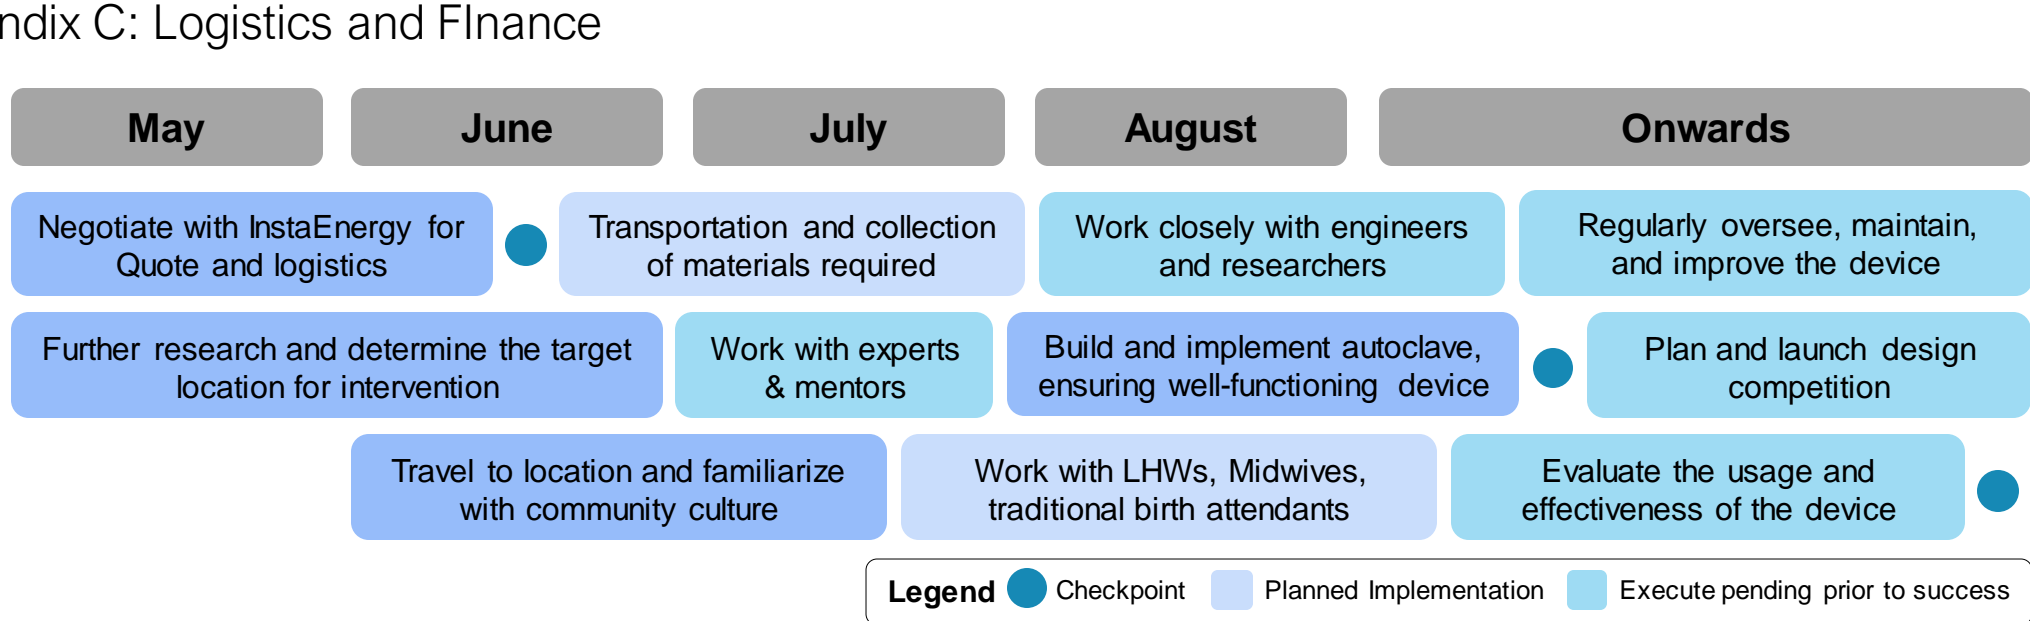 ndix C: Logistics and FInance
May
June
July
August
Onwards
Negotiate with InstaEnergy for
Quote and logistics
Transportation and collection
of materials required
Work closely with engineers
and researchers
Regularly oversee, maintain,
and improve the device
Further research and determine the target
location for intervention
Work with experts
& mentors
Build and implement autoclave,
ensuring well-functioning device
Plan and launch design
competition
Travel to location and familiarize
with community culture
Work with LHWs, Midwives,
traditional birth attendants
Evaluate the usage and
effectiveness of the device
Legend
Checkpoint
Planned Implementation
Execute pending prior to success